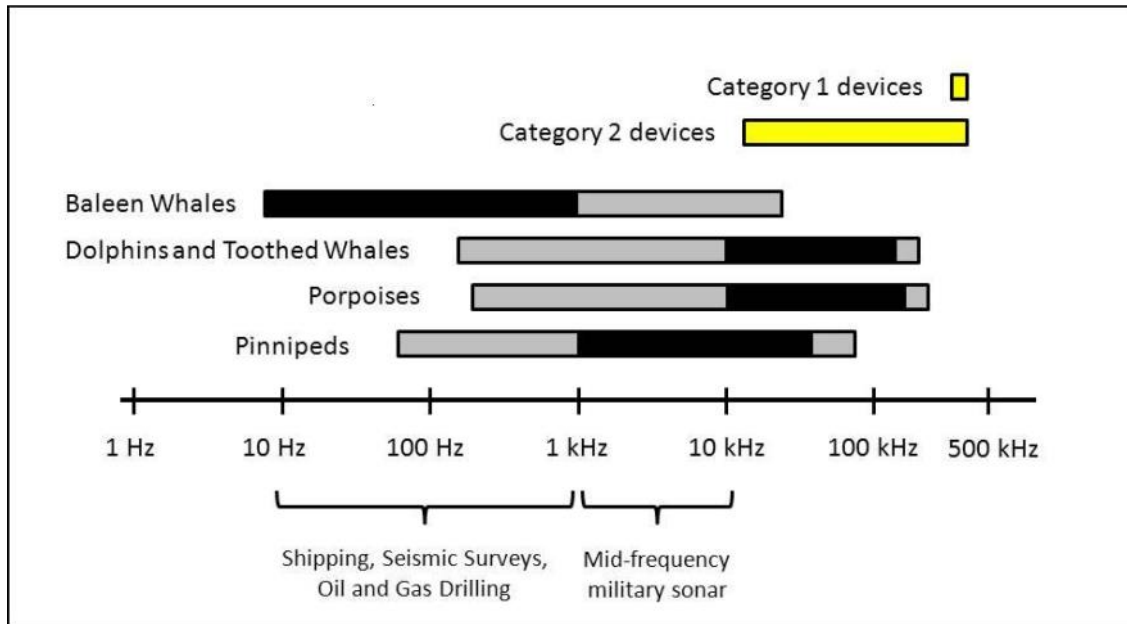 Category 1 devices
Category 2 devices
Baleen Whales
Dolphins and Toothed Whales
Porpoises
Pinnipeds
1 Hz 10 Hz 100 Hz 1 kHz 10 kHz 100 kHz 500 kHz
Shipping, Seismic Surveys,
Oil and Gas Drilling
Mid-frequency
military sonar